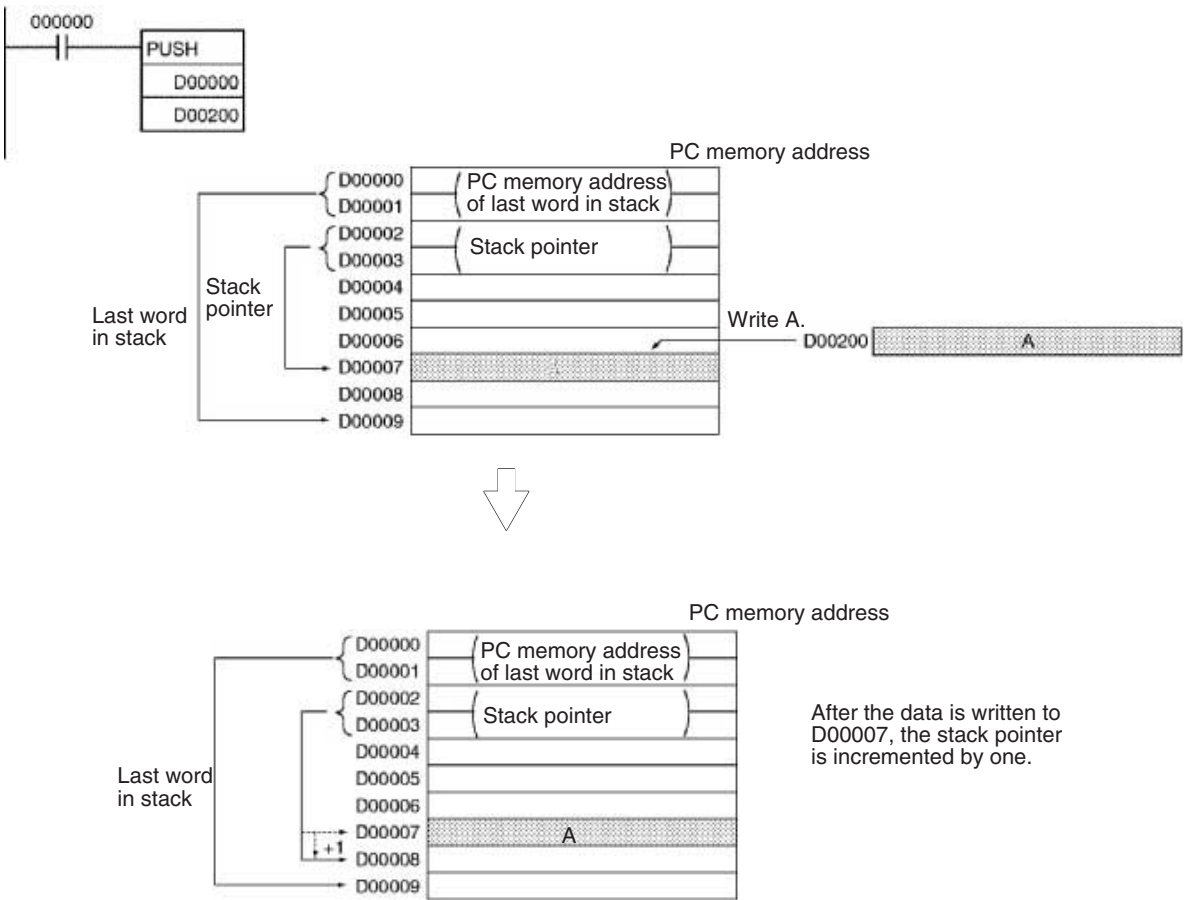 000000
PUSH
D00000
D00200
PC memory address
D00000
D00001
D00002
D00003
D00004
D00005
D00006
D00007
D00008
D00009
PC memory address
of last word in stack
Stack pointer
Stack
pointer
Last word
in stack
Write A.
D00200
A
PC memory address
D00000
D00001
D00002
D00003
D00004
D00005
D00006
D00007
D00008
D00009
PC memory address
of last word in stack
Stack pointer
Last word
in stack
+1
A
After the data is written to
D00007, the stack pointer
is incremented by one.